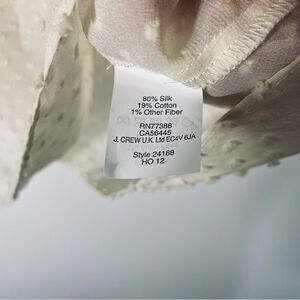 80% Silk
19% Cotton
1% Other Fiber
RN77388
CA56445
J. CREW U.K. Ltd EC4V 6JA
Style 24168
HO 12